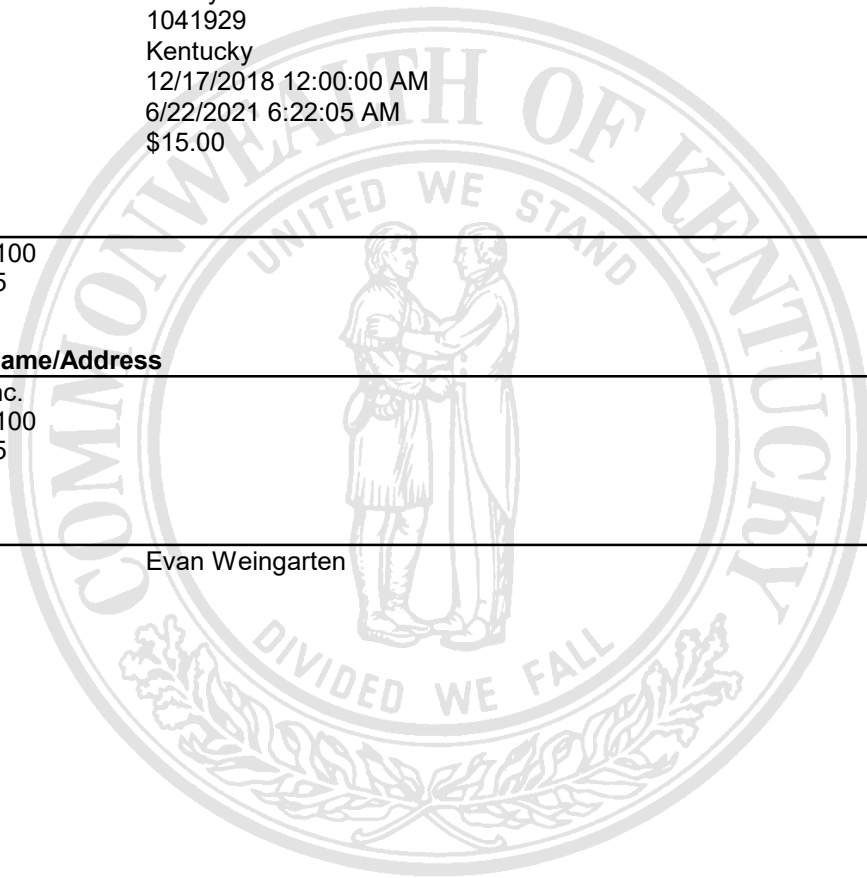 1041929
Kentucky
12/17/2018 12:00:00 AM
6/22/2021 6:22:05 AM
$15.00
COMMONWEALTH OF KENTUCKY
UNITED WE STAND
100
5
ame/Address
nc.
100
5
Evan Weingarten
DIVIDED WE FALL